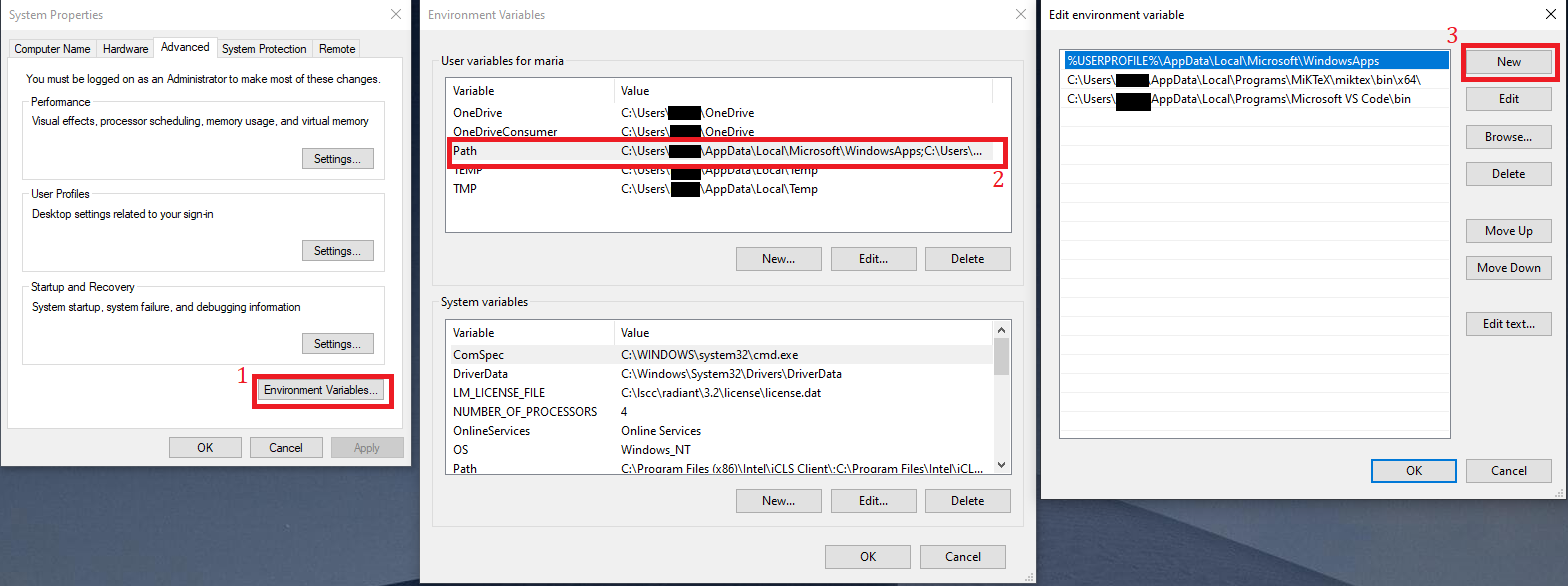 System Properties
Computer Name Hardware Advanced System Protection Remote
You must be logged on as an Administrator to make most of these changes.
Perfomance
Visual effects, processor scheduling, memory usage, and virtual memory
Settings...
User Profiles
Desktop settings related to your sign-in
Settings...
Startup and Recovery
System startup, system failure, and debugging information
Settings...
1
Environment Variables...
OK Cancel Apply
Environment Variables
User variables for maria
Variable Value
OneDrive C:\Users\ \OneDrive
OneDriveConsumer C:\Users\ \OneDrive
Path C:\Users\ \AppData\Local\Microsoft\WindowsApps;C:\Users\...
2
TEMP C:\Users\ \AppData\Local\Temp
TMP C:\Users\ \AppData\Local\Temp
New... Edit... Delete
System variables
Variable Value
ComSpec C:\WINDOWS\system32\cmd.exe
DriverData C:\Windows\System32\Drivers\DriverData
LM_LICENSE_FILE C:\lscc\radiant\3.2\license\license.dat
NUMBER_OF_PROCESSORS 4
OnlineServices Online Services
OS Windows_NT
Path C:\Program Files (x86)\Intel\iCLS Client\;C:\Program Files\Intel\iCL...
New... Edit... Delete
OK Cancel
Edit environment variable
3
%USERPROFILE%\AppData\Local\Microsoft\WindowsApps
C:\Users\ AppData\Local\Programs\MiKTeX\miktex\bin\x64\
C:\Users\ AppData\Local\Programs\Microsoft VS Code\bin
New
Edit
Browse...
Delete
Move Up
Move Down
Edit text...
OK Cancel